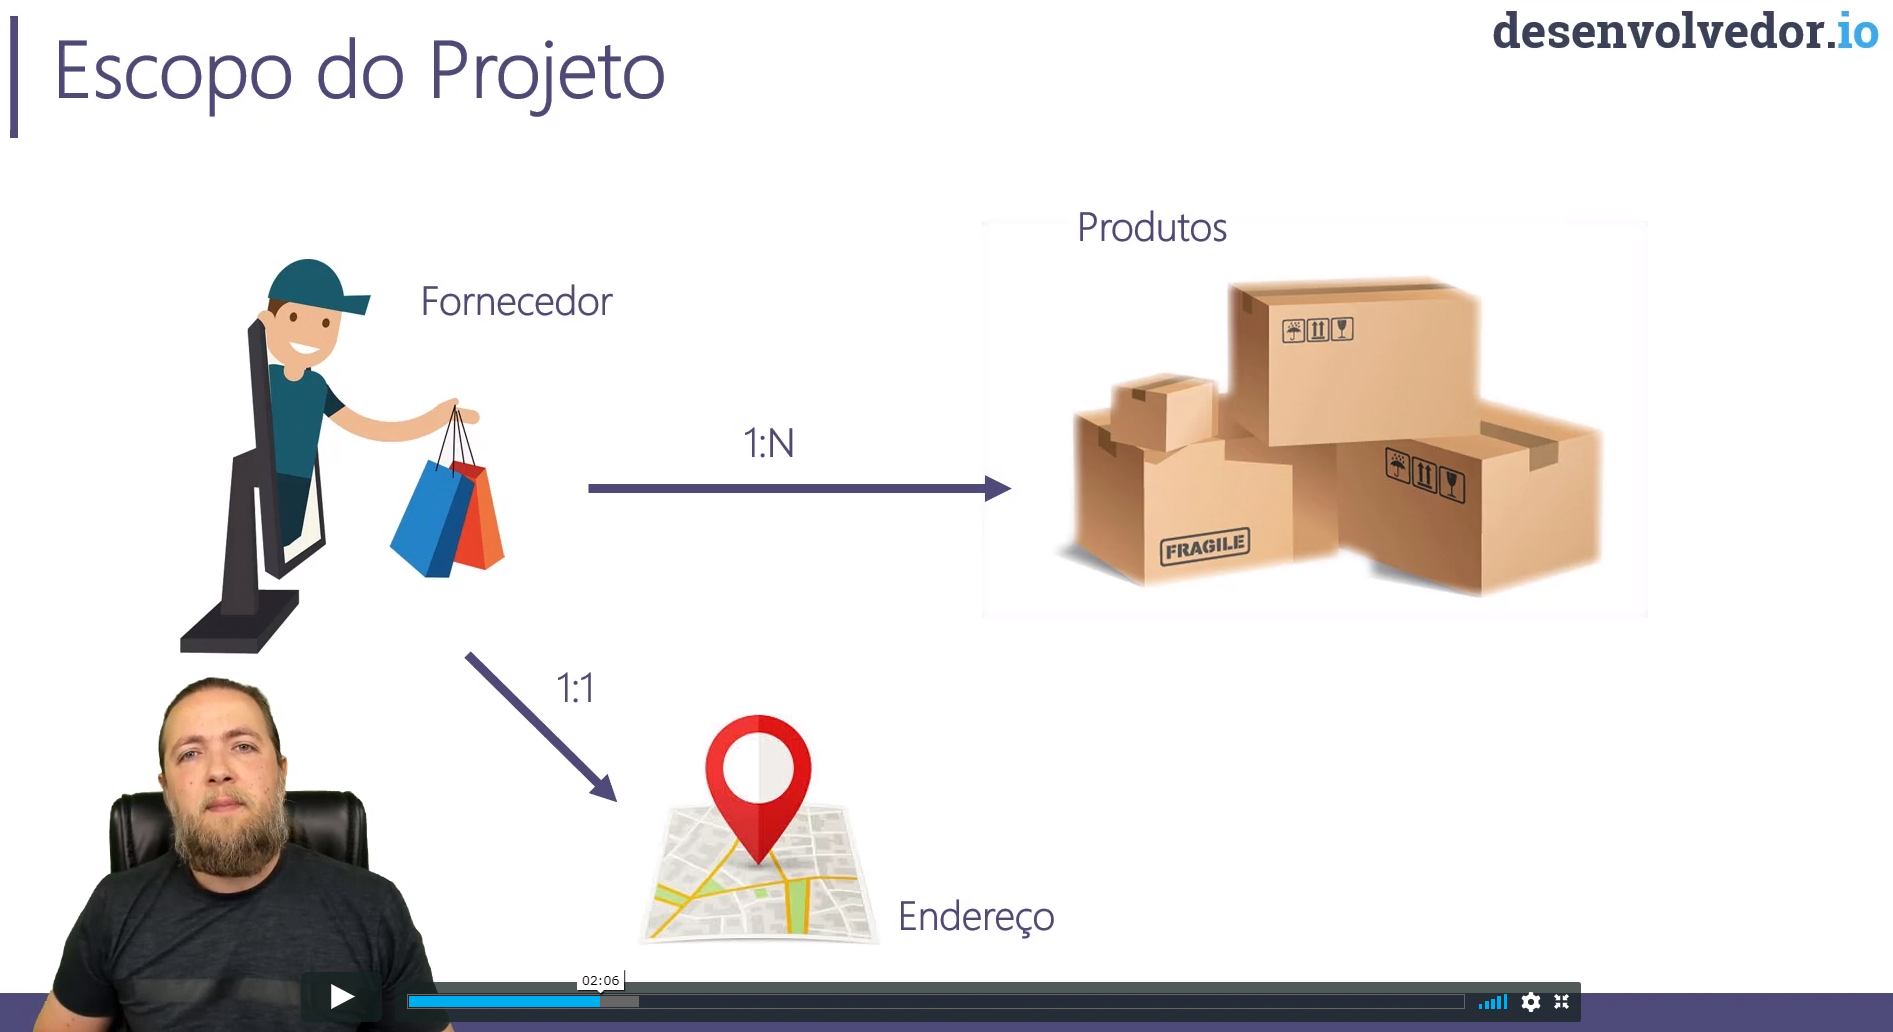 Escopo do Projeto
desenvolvedor.io
Produtos
Fornecedor
1:N
FRAGILE
1:1
Endereço
02:06